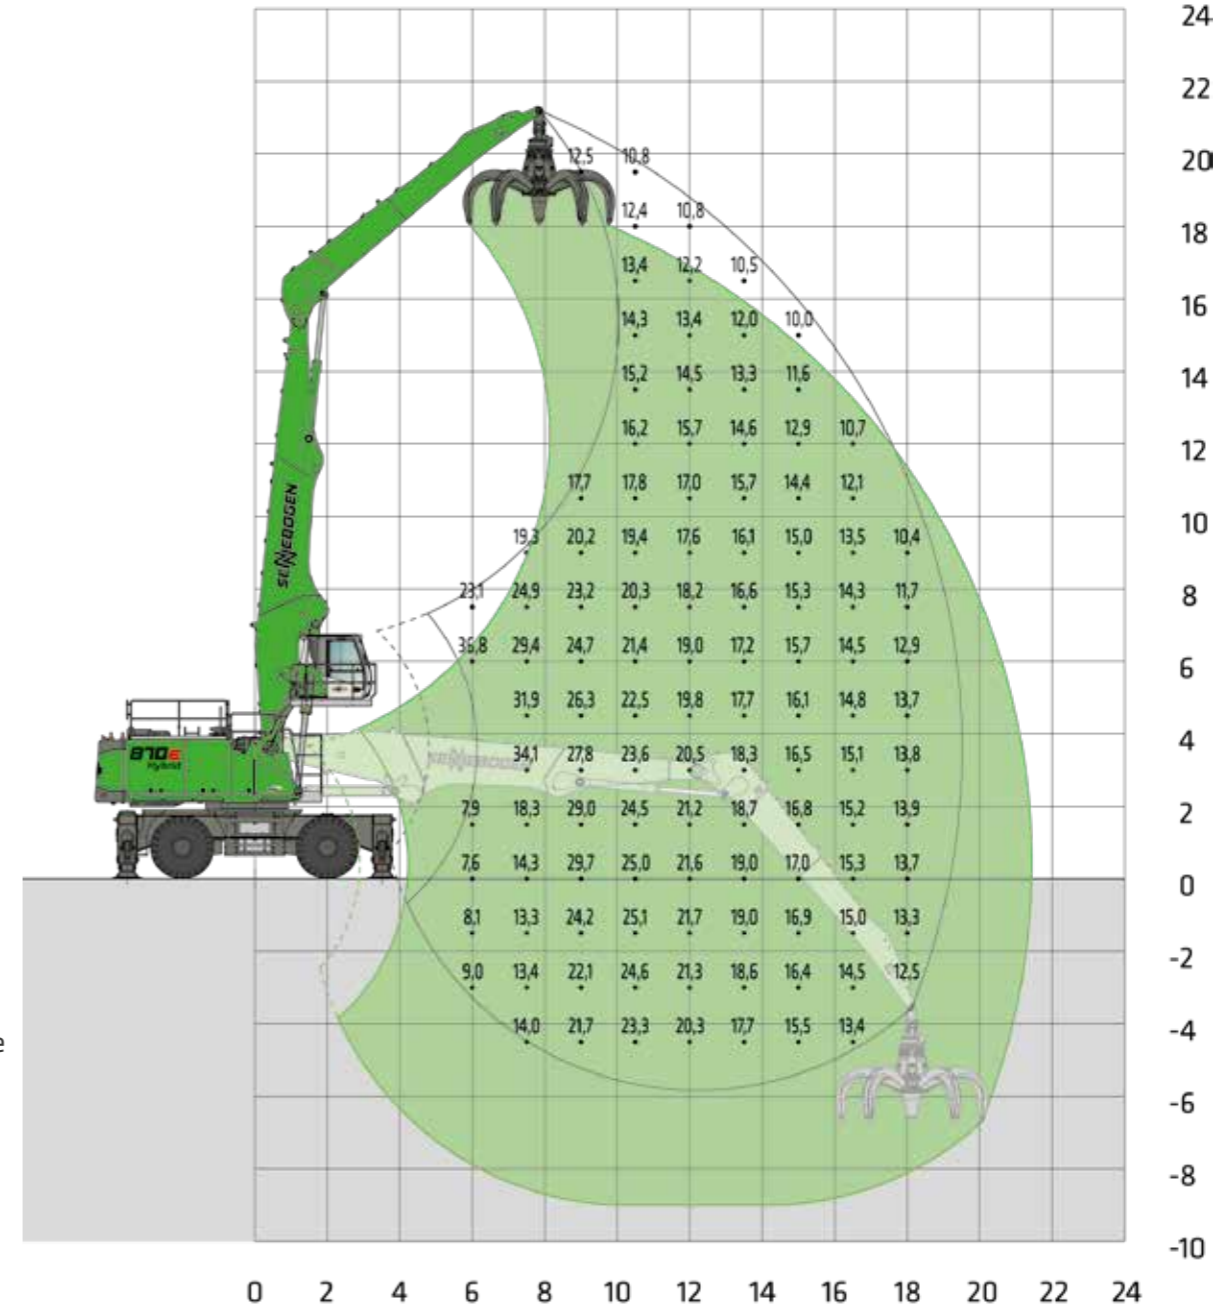 24
22
20
12,5 10,8
12,4 10,8
18
13,4 12,2 10,5
16
14,3 13,4 12,0 10,0
15,2 14,5 13,3 11,6
14
16,2 15,7 14,6 12,9 10,7
12
17,7 17,8 17,0 15,7 14,4 12,1
10
19,3 20,2 19,4 17,6 16,1 15,0 13,5 10,4
SENNEBOGEN
23,1 24,9 23,2 20,3 18,2 16,6 15,3 14,3 11,7
8
36,8 29,4 24,7 21,4 19,0 17,2 15,7 14,5 12,9
6
31,9 26,3 22,5 19,8 17,7 16,1 14,8 13,7
4
870E
Hybrid
SENNEBOGEN
34,1 27,8 23,6 20,5 18,3 16,5 15,1 13,8
7,9 18,3 29,0 24,5 21,2 18,7 16,8 15,2 13,9
2
7,6 14,3 29,7 25,0 21,6 19,0 17,0 15,3 13,7
0
8,1 13,3 24,2 25,1 21,7 19,0 16,9 15,0 13,3
-2
9,0 13,4 22,1 24,6 21,3 18,6 16,4 14,5 12,5
14,0 21,7 23,3 20,3 17,7 15,5 13,4
-4
e
-6
-8
-10
0 2 4 6 8 10 12 14 16 18 20 22 24